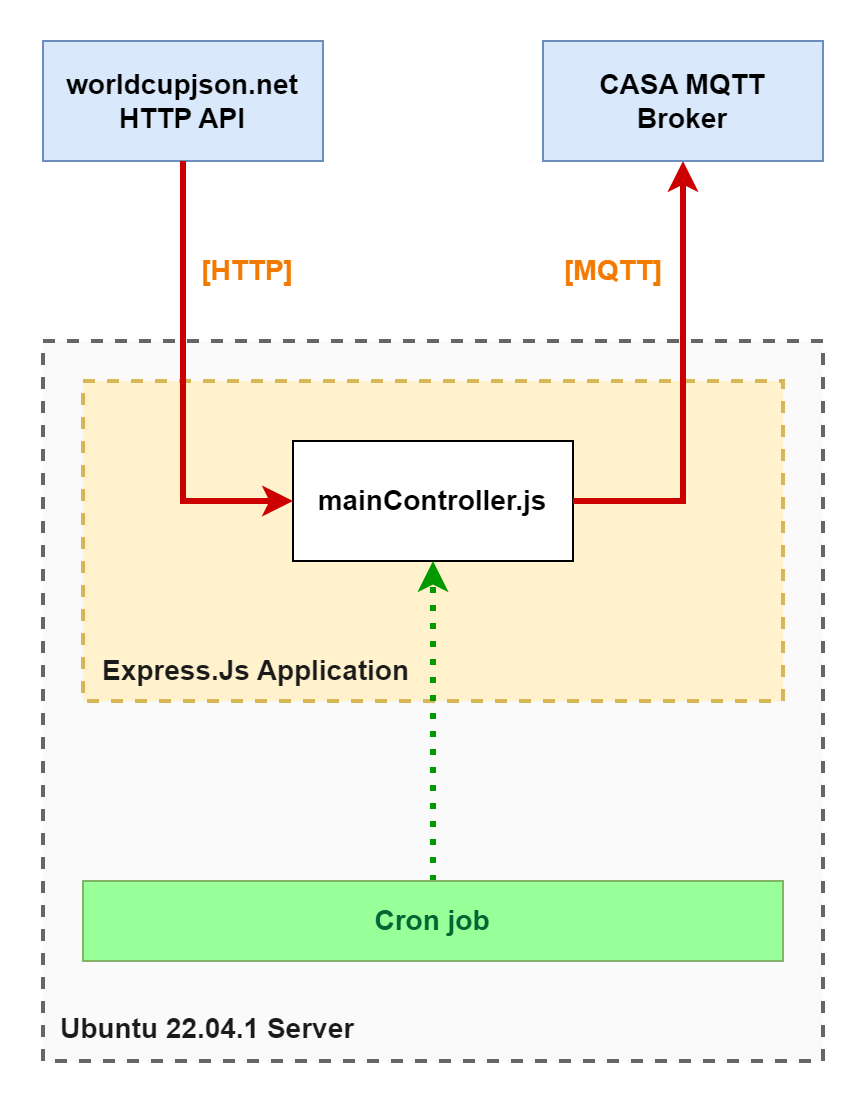 worldcupjson.net
HTTP API
CASA MQTT
Broker
[HTTP]
[MQTT]
mainController.js
Express.Js Application
Cron job
Ubuntu 22.04.1 Server